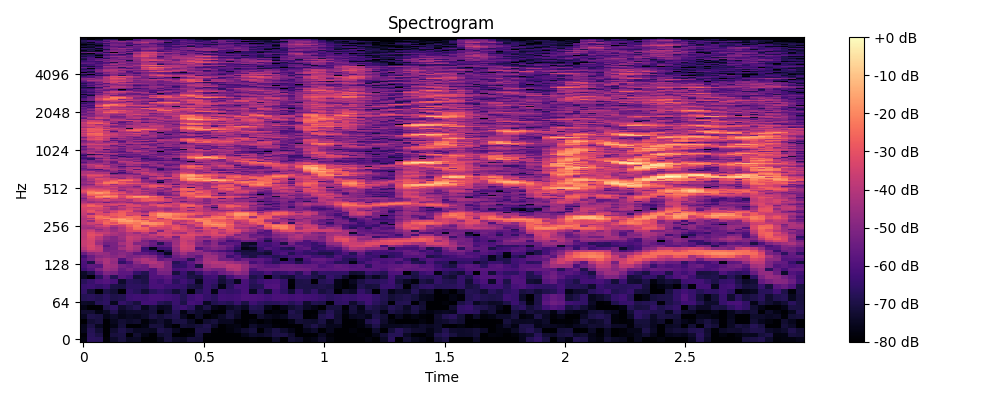 Spectrogram
Hz
4096
2048
1024
512
256
128
64
0
0
0.5
1
1.5
2
2.5
Time
+0 dB
-10 dB
-20 dB
-30 dB
-40 dB
-50 dB
-60 dB
-70 dB
-80 dB